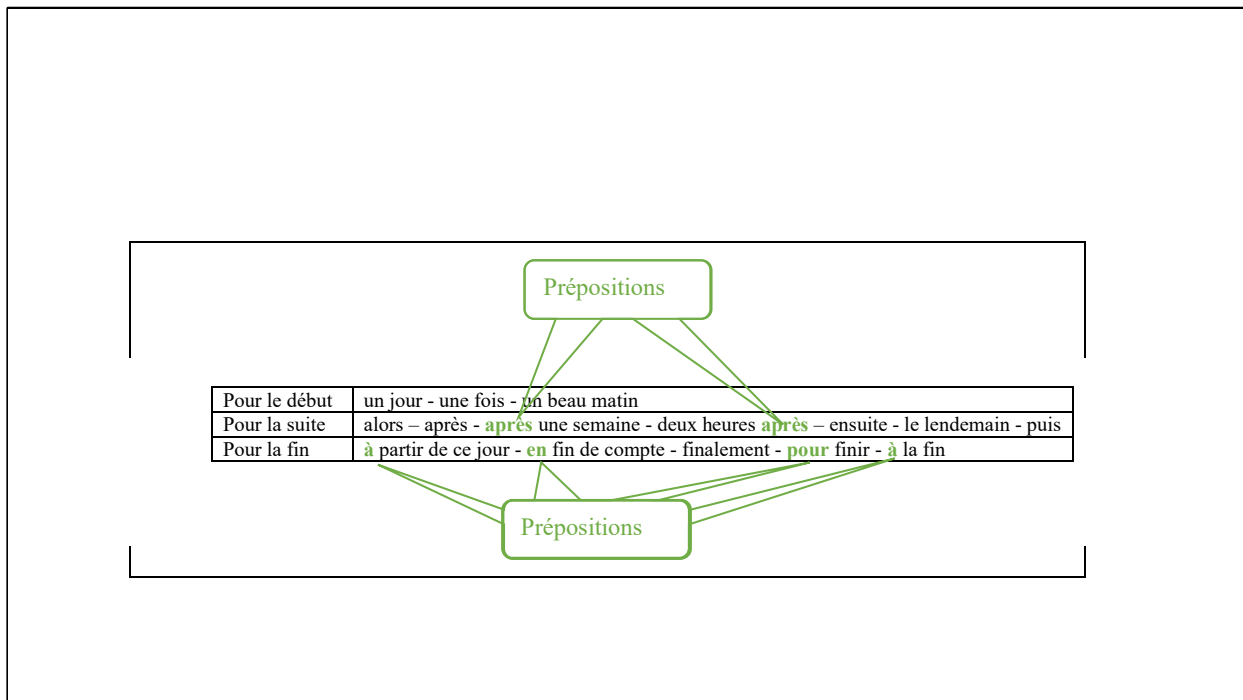 Prépositions
Pour le début un jour - une fois - un beau matin
Pour la suite alors – après - après une semaine - deux heures après – ensuite - le lendemain - puis
Pour la fin à partir de ce jour - en fin de compte - finalement - pour finir - à la fin
Prépositions